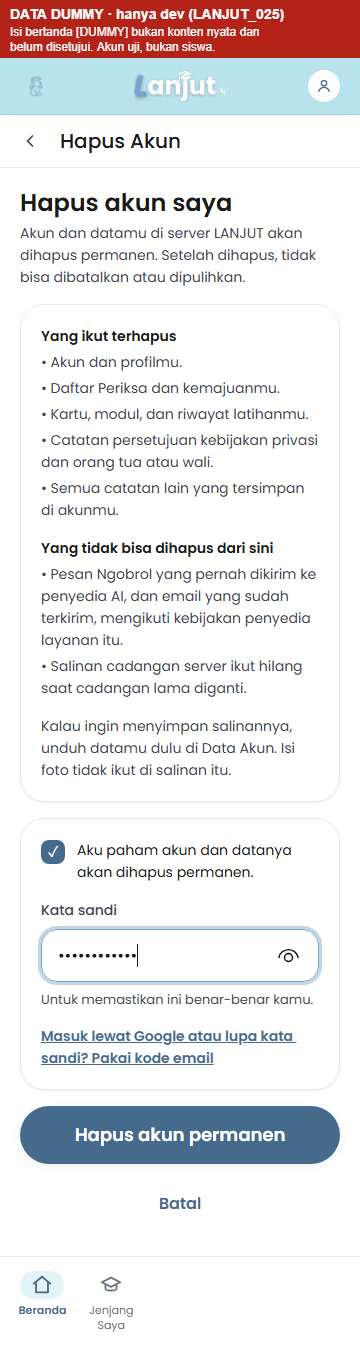 DATA DUMMY - hanya dev (LANJUT_025)
Isi bertanda [DUMMY] bukan konten nyata dan
belum disetujui. Akun uji, bukan siswa.
Lanjut
Hapus Akun
Hapus akun saya
Akun dan datamu di server LANJUT akan
dihapus permanen. Setelah dihapus, tidak
bisa dibatalkan atau dipulihkan.
Yang ikut terhapus
• Akun dan profilmu.
• Daftar Periksa dan kemajuanmu.
• Kartu, modul, dan riwayat latihanmu.
• Catatan persetujuan kebijakan privasi
dan orang tua atau wali.
• Semua catatan lain yang tersimpan
di akunmu.
Yang tidak bisa dihapus dari sini
• Pesan Ngobrol yang pernah dikirim ke
penyedia AI, dan email yang sudah
terkirim, mengikuti kebijakan penyedia
layanan itu.
• Salinan cadangan server ikut hilang
saat cadangan lama diganti.
Kalau ingin menyimpan salinannya,
unduh datamu dulu di Data Akun. Isi
foto tidak ikut di salinan itu.
Aku paham akun dan datanya
akan dihapus permanen.
Kata sandi
••••••••••••
Untuk memastikan ini benar-benar kamu.
Masuk lewat Google atau lupa kata
sandi? Pakai kode email
Hapus akun permanen
Batal
Beranda
Jenjang
Saya